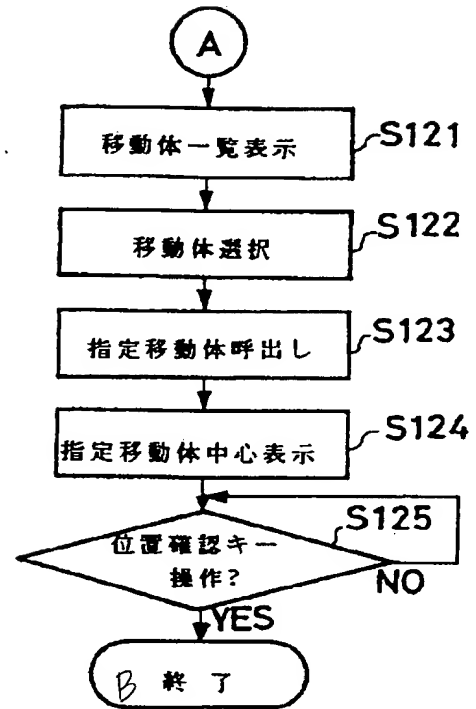 A
移動体一覧表示
S121
移動体選択
S122
指定移動体呼出し
S123
指定移動体中心表示
S124
位置確認キー
操作?
S125
NO
YES
B 終了